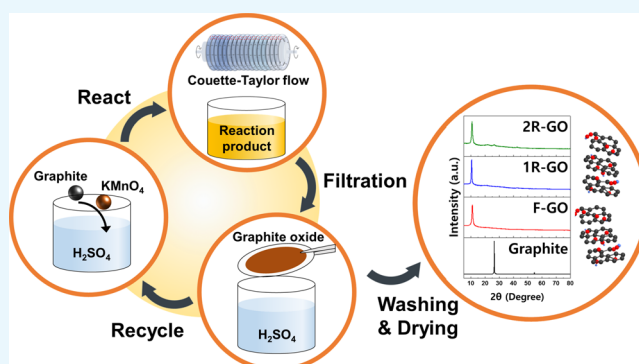 Couette-Taylor flow
Reaction
product
React
Filtration
Graphite
KMnO₄
H₂SO₄
Graphite oxide
H₂SO₄
Recycle
Washing
& Drying
Intensity (a.u.)
2R-GO
1R-GO
F-GO
Graphite
10 20 30 40 50 60 70 80
2θ (Degree)